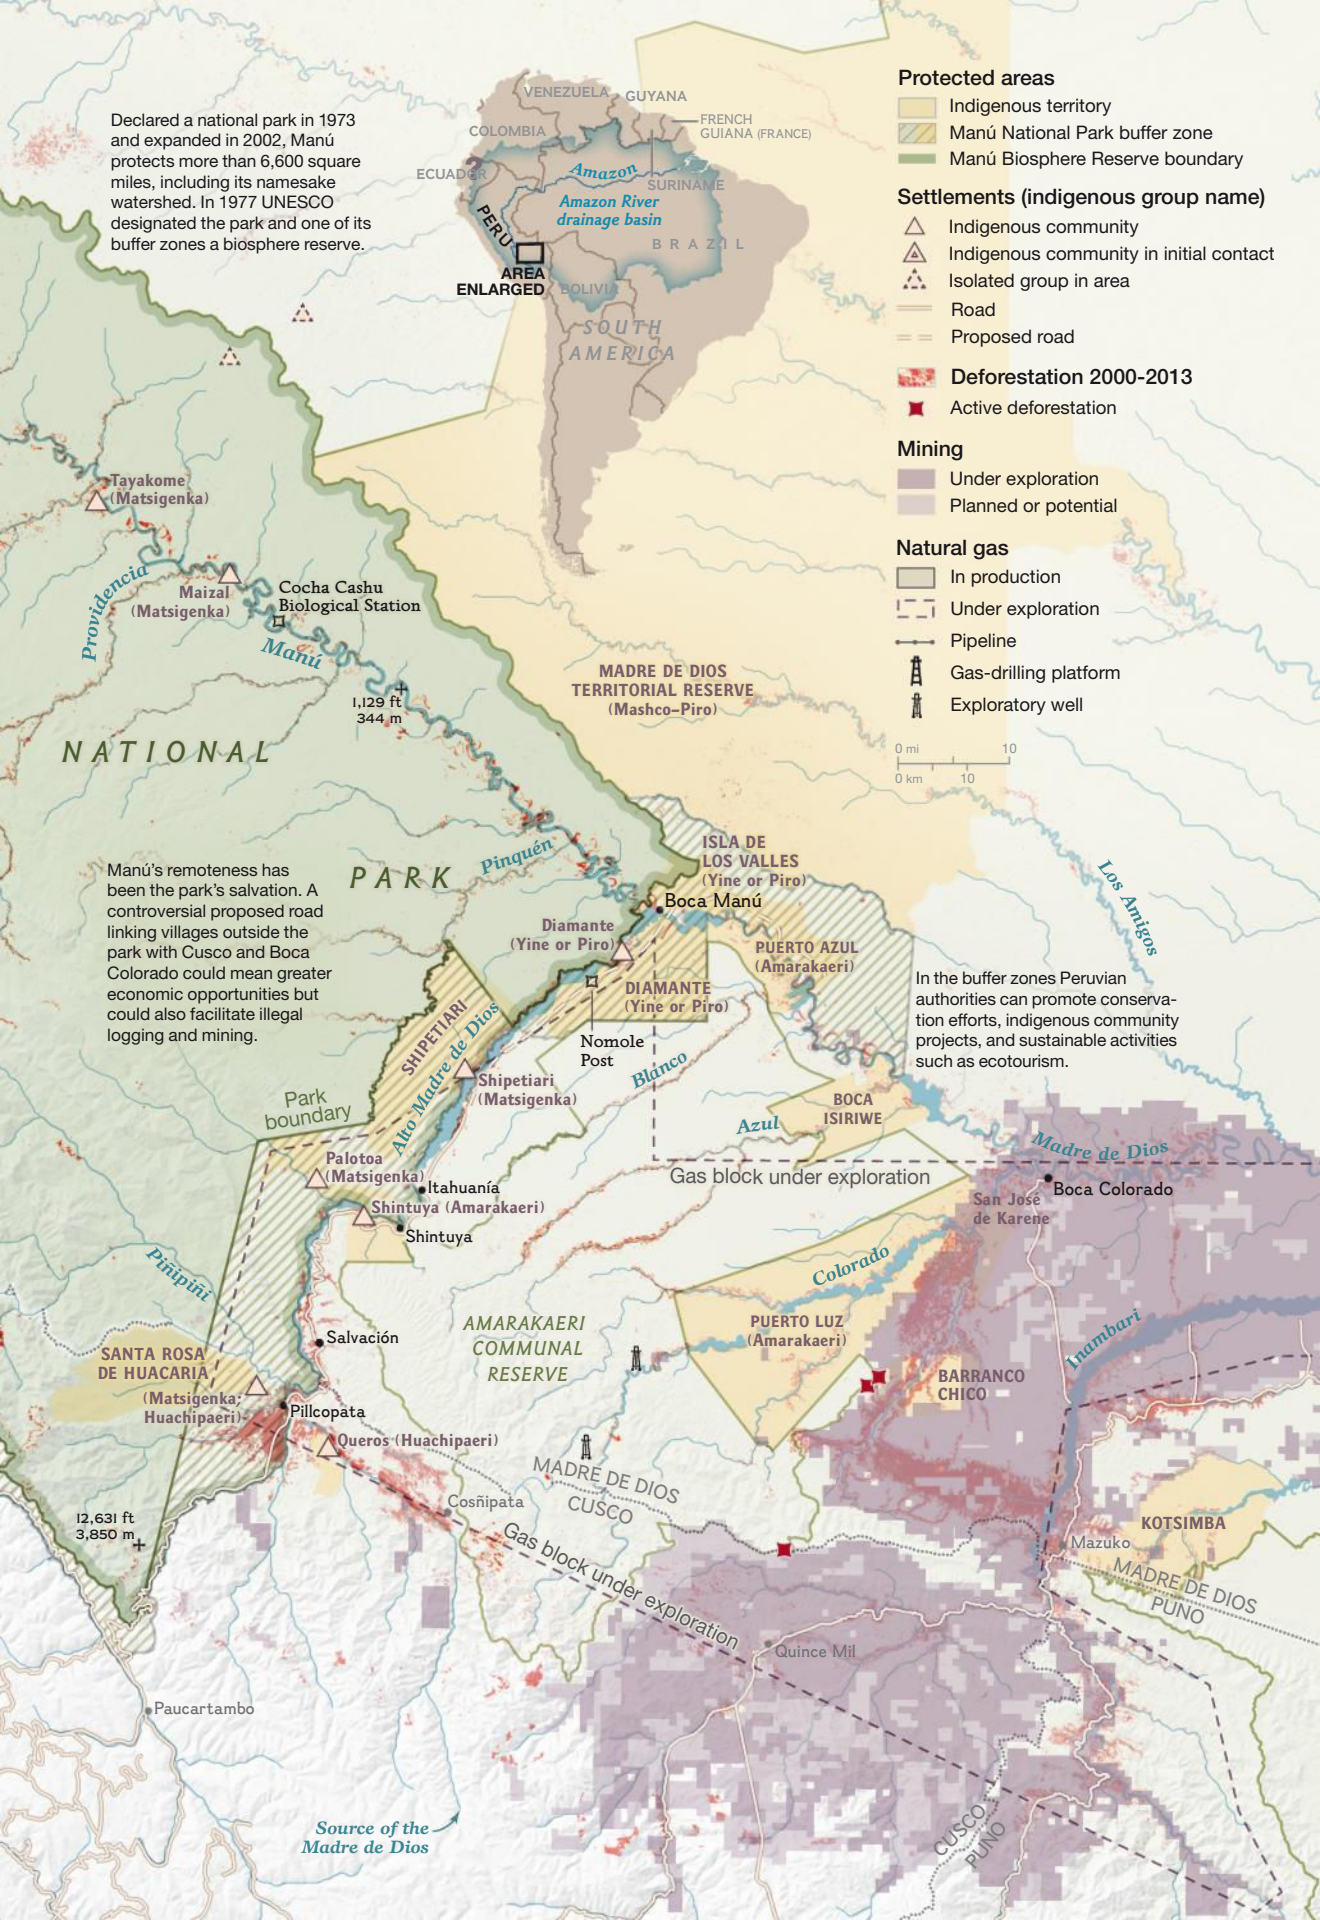 Declared a national park in 1973
and expanded in 2002, Manú
protects more than 6,600 square
miles, including its namesake
watershed. In 1977 UNESCO
designated the park and one of its
buffer zones a biosphere reserve.
VENEZUELA
GUYANA
FRENCH
GUIANA (FRANCE)
COLOMBIA
ECUADOR
SURINAME
Amazon
Amazon River
drainage basin
PERU
BRAZIL
AREA
ENLARGED
BOLIVIA
SOUTH
AMERICA
Protected areas
Indigenous territory
Manú National Park buffer zone
Manú Biosphere Reserve boundary
Settlements (indigenous group name)
Indigenous community
Indigenous community in initial contact
Isolated group in area
Road
Proposed road
Deforestation 2000-2013
Active deforestation
Mining
Under exploration
Planned or potential
Natural gas
In production
Under exploration
Pipeline
Gas-drilling platform
Exploratory well
0 mi 10
0 km 10
Tayakome
(Matsigenka)
Providencia
Maizal
(Matsigenka)
Cocha Cashu
Biological Station
Manú
1,129 ft
344 m
MADRE DE DIOS
TERRITORIAL RESERVE
(Mashco-Piro)
NATIONAL
PARK
Pinquén
Manú's remoteness has
been the park's salvation. A
controversial proposed road
linking villages outside the
park with Cusco and Boca
Colorado could mean greater
economic opportunities but
could also facilitate illegal
logging and mining.
ISLA DE
LOS VALLES
(Yine or Piro)
Boca Manú
Los Amigos
Diamante
(Yine or Piro)
PUERTO AZUL
(Amarakaeri)
DIAMANTE
(Yine or Piro)
In the buffer zones Peruvian
authorities can promote conserva-
tion efforts, indigenous community
projects, and sustainable activities
such as ecotourism.
SHIPETIARI
Alto Madre de Dios
Nomole
Post
Blanco
Shipetiari
(Matsigenka)
Park
boundary
BOCA
ISIRIWE
Azul
Madre de Dios
Palotoa
(Matsigenka)
Itahuanía
Gas block under exploration
Boca Colorado
Shintuya (Amarakaeri)
Shintuya
San José
de Karene
Piñipiñi
Colorado
AMARAKAERI
COMMUNAL
RESERVE
PUERTO LUZ
(Amarakaeri)
Inambari
Salvación
SANTA ROSA
DE HUACARIA
(Matsigenka;
Huachipaeri)
BARRANCO
CHICO
Pillcopata
Queros (Huachipaeri)
MADRE DE DIOS
CUSCO
Cosñipata
12,631 ft
3,850 m
Gas block under exploration
KOTSIMBA
Mazuko
MADRE DE DIOS
PUNO
Quince Mil
Paucartambo
Source of the
Madre de Dios
CUSCO
PUNO